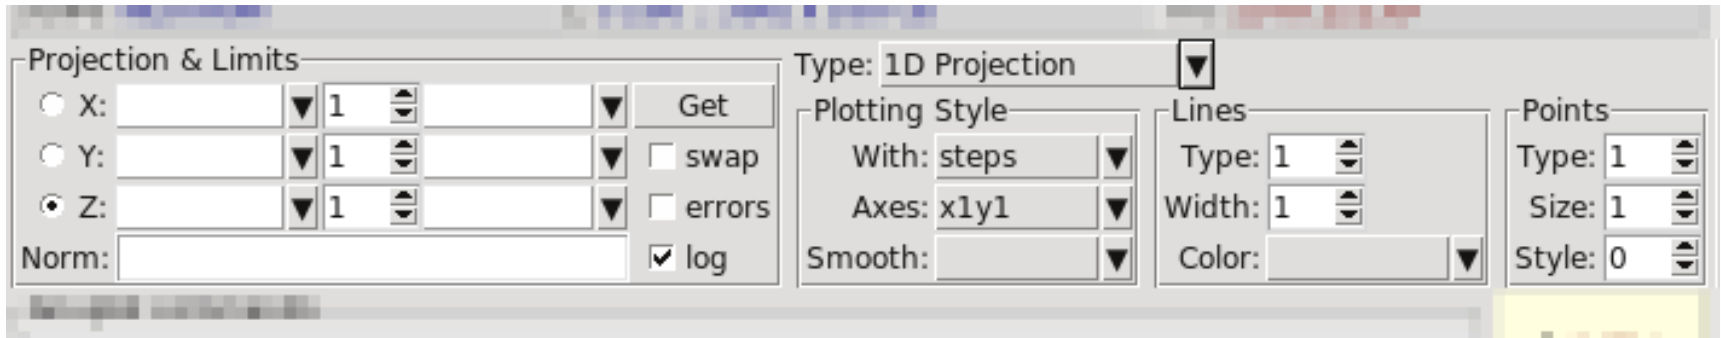 Projection & Limits
X: 1 Get
Y: 1 swap
Z: 1 errors
Norm: log
Type: 1D Projection
Plotting Style
With: steps
Axes: x1y1
Smooth:
Lines
Type: 1
Width: 1
Color:
Points
Type: 1
Size: 1
Style: 0